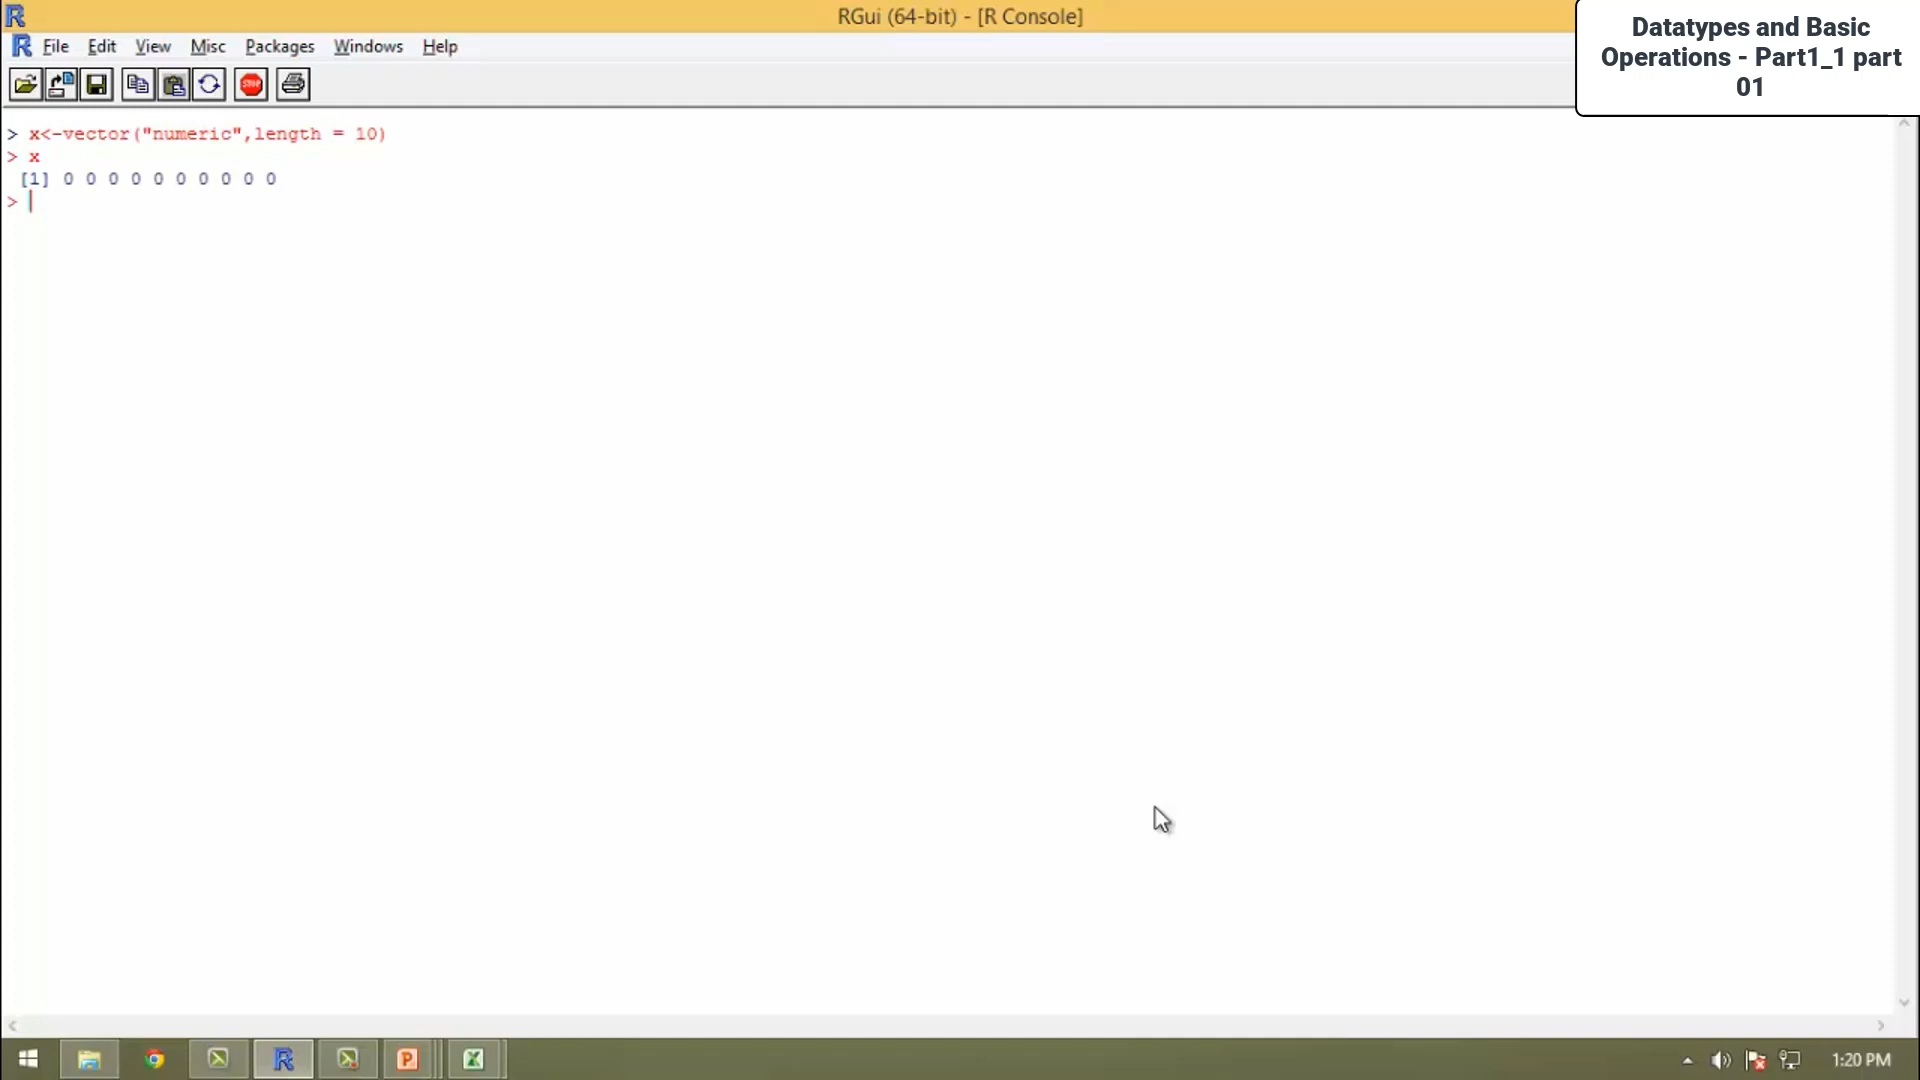 RGui (64-bit) - [R Console]
Datatypes and Basic
Operations - Part1_1 part
01
File Edit View Misc Packages Windows Help
STOP
> x<-vector("numeric",length = 10)
> x
[1] 0 0 0 0 0 0 0 0 0 0
>
1:20 PM